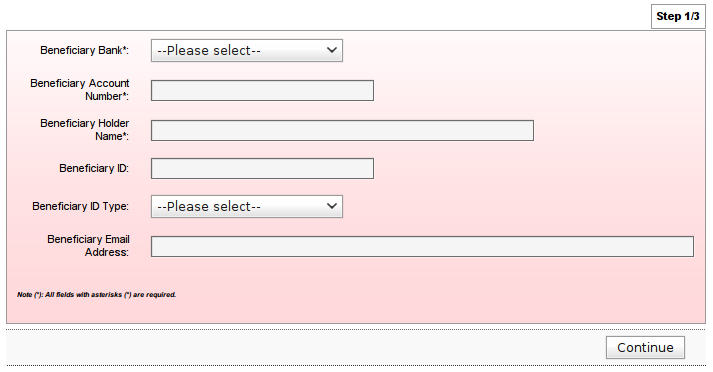 Step 1/3
Beneficiary Bank*:
--Please select--
Beneficiary Account
Number*:
Beneficiary Holder
Name*:
Beneficiary ID:
Beneficiary ID Type:
--Please select--
Beneficiary Email
Address:
Note (*): All fields with asterisks (*) are required.
Continue